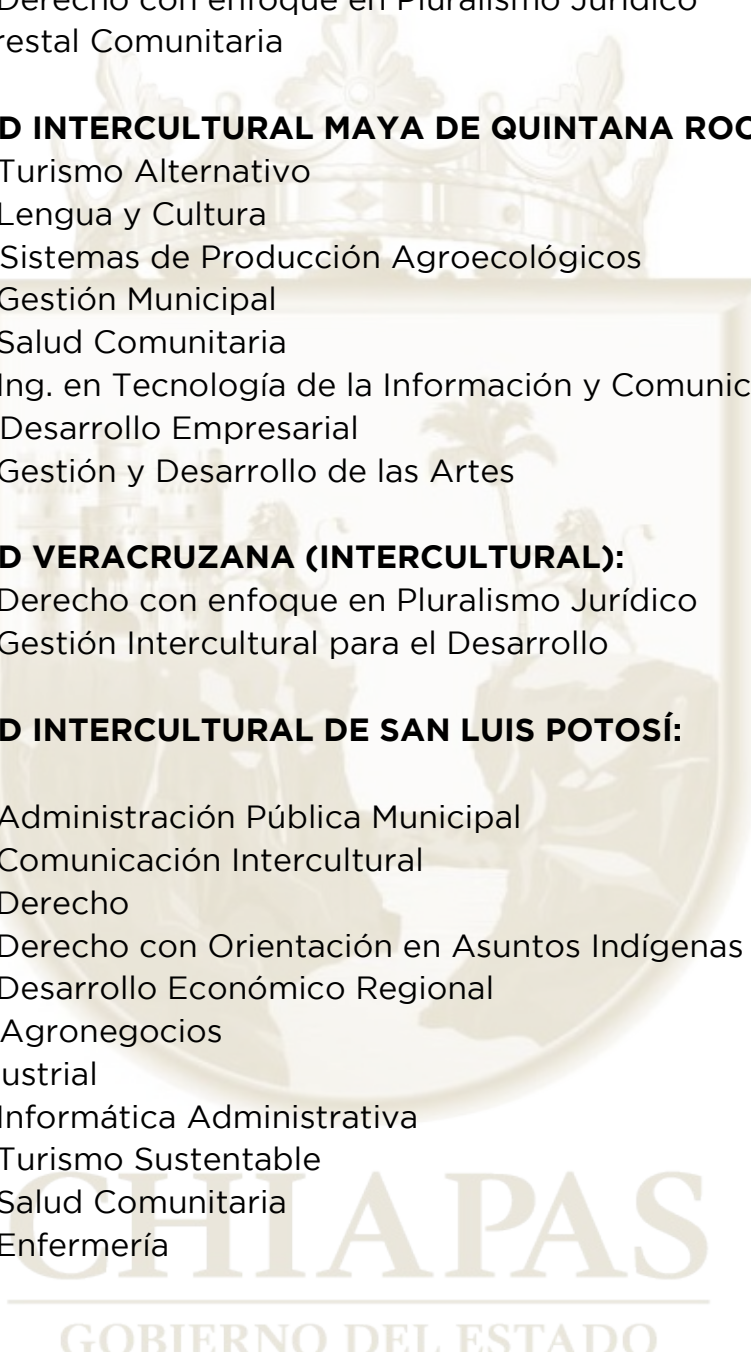 Derecho con enfoque en Pluralismo Jurídico
restal Comunitaria
D INTERCULTURAL MAYA DE QUINTANA ROO
Turismo Alternativo
Lengua y Cultura
Sistemas de Producción Agroecológicos
Gestión Municipal
Salud Comunitaria
Ing. en Tecnología de la Información y Comunic
Desarrollo Empresarial
Gestión y Desarrollo de las Artes
D VERACRUZANA (INTERCULTURAL):
Derecho con enfoque en Pluralismo Jurídico
Gestión Intercultural para el Desarrollo
D INTERCULTURAL DE SAN LUIS POTOSÍ:
Administración Pública Municipal
Comunicación Intercultural
Derecho
Derecho con Orientación en Asuntos Indígenas
Desarrollo Económico Regional
Agronegocios
ustrial
Informática Administrativa
Turismo Sustentable
Salud Comunitaria
Enfermería
CHIAPAS
GOBIERNO DEL ESTADO